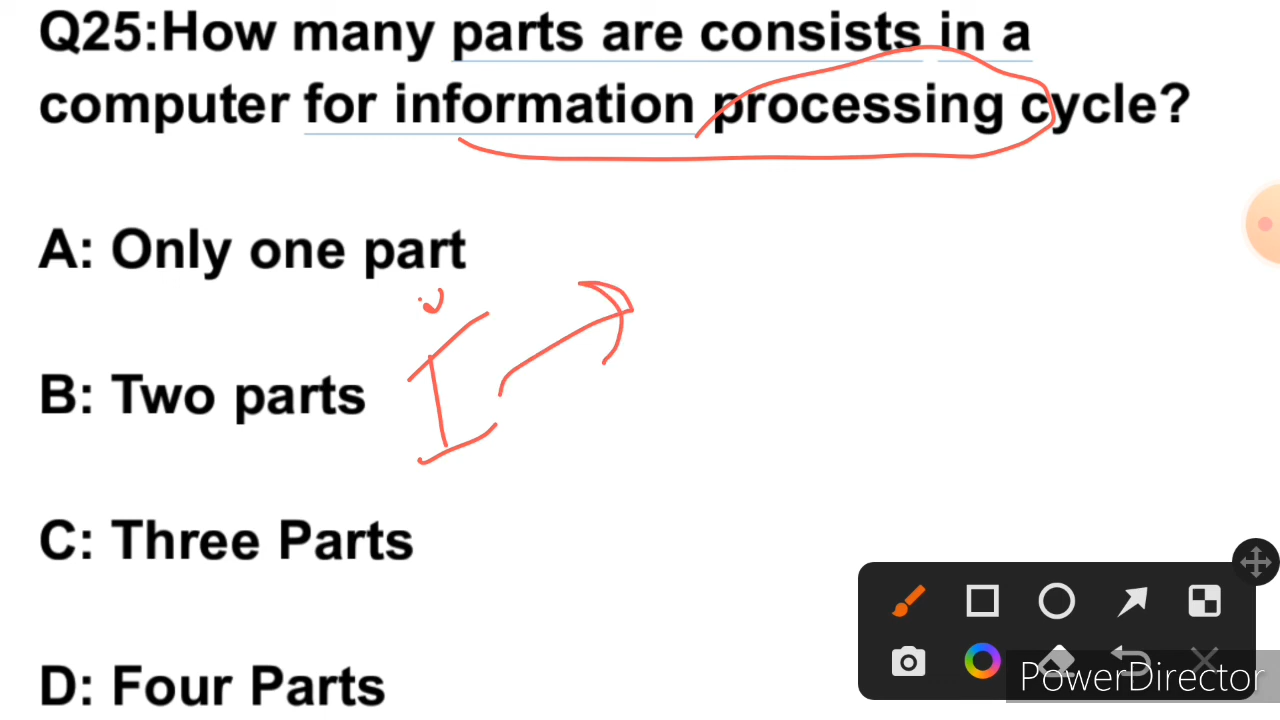 Q25:How many parts are consists in a
computer for information processing cycle?
A: Only one part
B: Two parts
I
C: Three Parts
D: Four Parts
PowerDirector